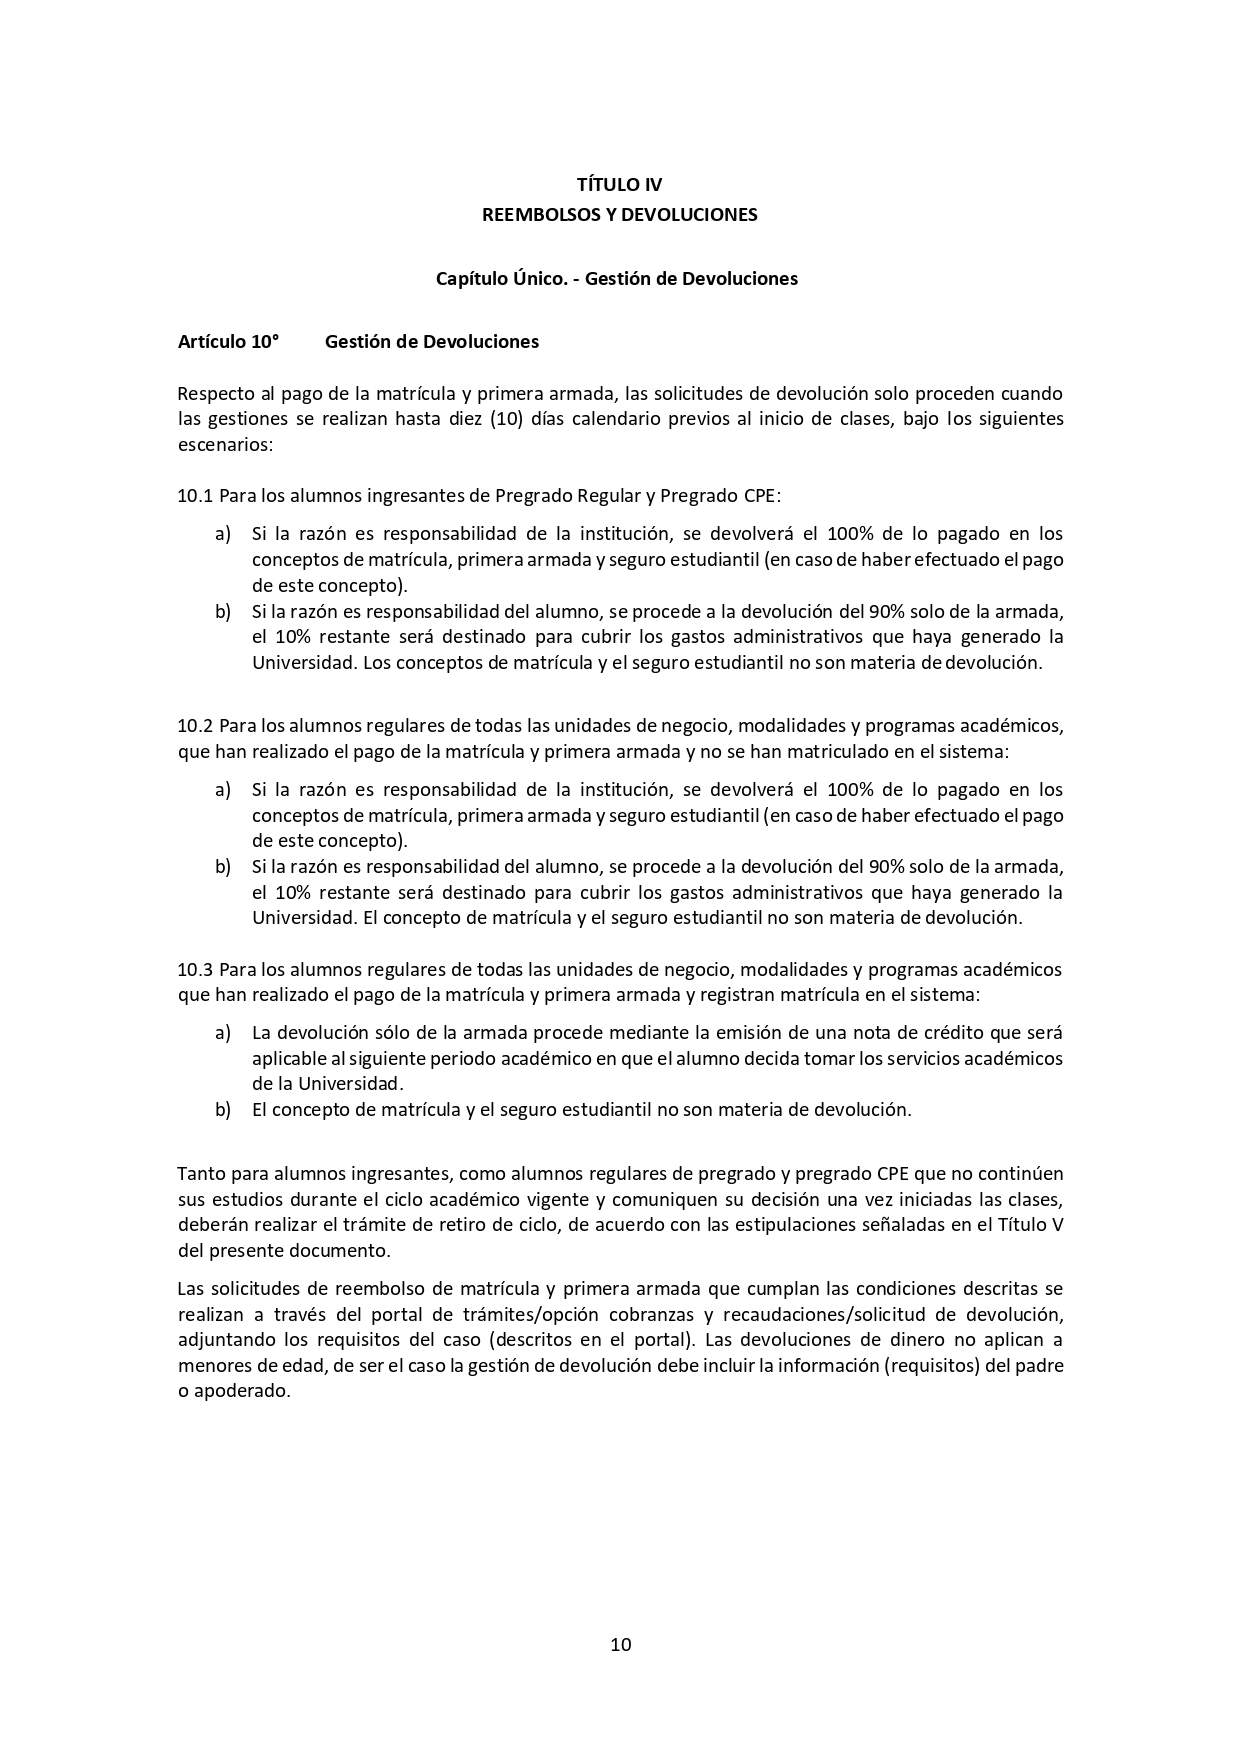 TÍTULO IV
REEMBOLSOS Y DEVOLUCIONES
Capítulo Único. - Gestión de Devoluciones
Artículo 10° Gestión de Devoluciones
Respecto al pago de la matrícula y primera armada, las solicitudes de devolución solo proceden cuando
las gestiones se realizan hasta diez (10) días calendario previos al inicio de clases, bajo los siguientes
escenarios:
10.1 Para los alumnos ingresantes de Pregrado Regular y Pregrado CPE:
a) Si la razón es responsabilidad de la institución, se devolverá el 100% de lo pagado en los
conceptos de matrícula, primera armada y seguro estudiantil (en caso de haber efectuado el pago
de este concepto).
b) Si la razón es responsabilidad del alumno, se procede a la devolución del 90% solo de la armada,
el 10% restante será destinado para cubrir los gastos administrativos que haya generado la
Universidad. Los conceptos de matrícula y el seguro estudiantil no son materia de devolución.
10.2 Para los alumnos regulares de todas las unidades de negocio, modalidades y programas académicos,
que han realizado el pago de la matrícula y primera armada y no se han matriculado en el sistema:
a) Si la razón es responsabilidad de la institución, se devolverá el 100% de lo pagado en los
conceptos de matrícula, primera armada y seguro estudiantil (en caso de haber efectuado el pago
de este concepto).
b) Si la razón es responsabilidad del alumno, se procede a la devolución del 90% solo de la armada,
el 10% restante será destinado para cubrir los gastos administrativos que haya generado la
Universidad. El concepto de matrícula y el seguro estudiantil no son materia de devolución.
10.3 Para los alumnos regulares de todas las unidades de negocio, modalidades y programas académicos
que han realizado el pago de la matrícula y primera armada y registran matrícula en el sistema:
a) La devolución sólo de la armada procede mediante la emisión de una nota de crédito que será
aplicable al siguiente periodo académico en que el alumno decida tomar los servicios académicos
de la Universidad.
b) El concepto de matrícula y el seguro estudiantil no son materia de devolución.
Tanto para alumnos ingresantes, como alumnos regulares de pregrado y pregrado CPE que no continúen
sus estudios durante el ciclo académico vigente y comuniquen su decisión una vez iniciadas las clases,
deberán realizar el trámite de retiro de ciclo, de acuerdo con las estipulaciones señaladas en el Título V
del presente documento.
Las solicitudes de reembolso de matrícula y primera armada que cumplan las condiciones descritas se
realizan a través del portal de trámites/opción cobranzas y recaudaciones/solicitud de devolución,
adjuntando los requisitos del caso (descritos en el portal). Las devoluciones de dinero no aplican a
menores de edad, de ser el caso la gestión de devolución debe incluir la información (requisitos) del padre
o apoderado.
10